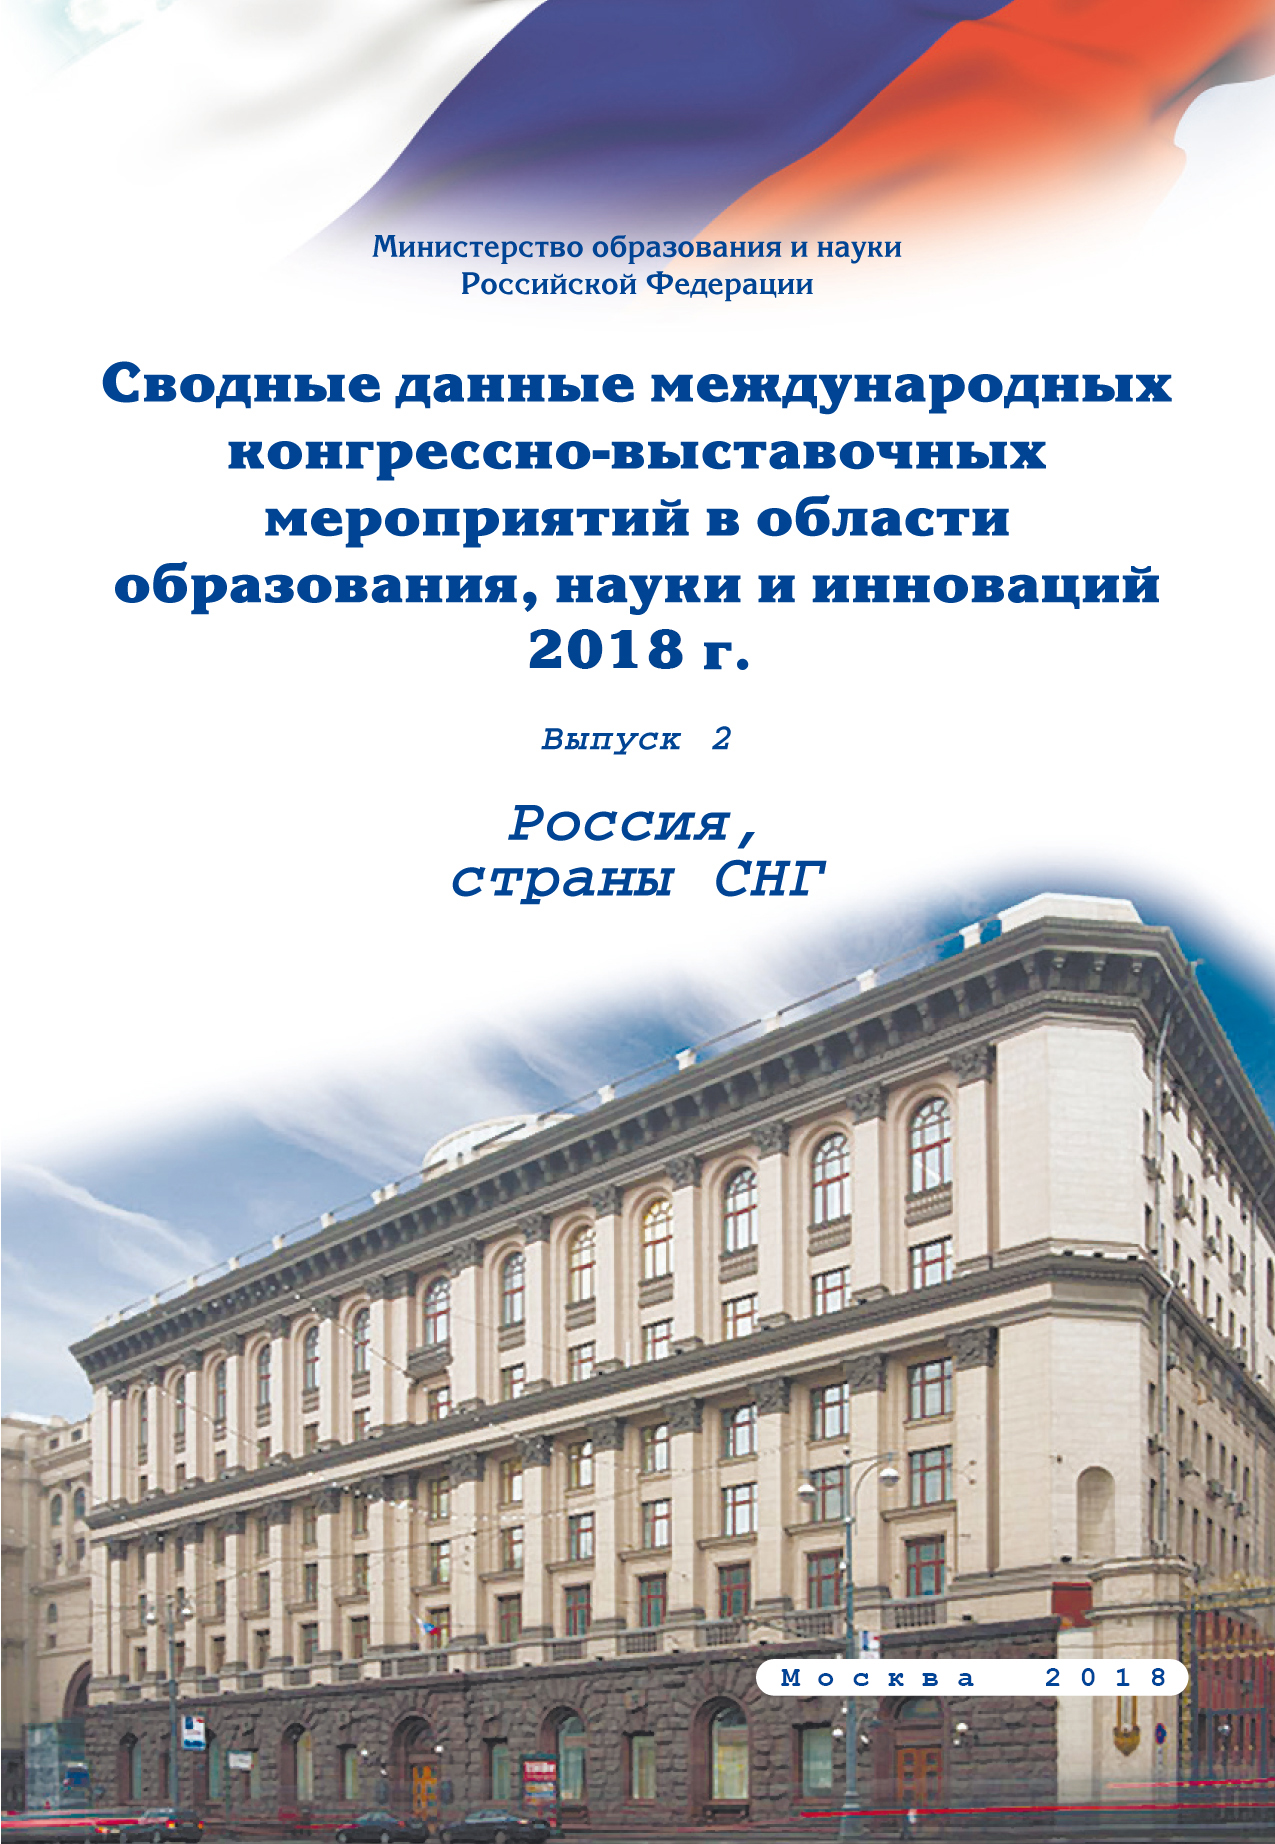 Министерство образования и науки
Российской Федерации
Сводные данные международных
конгрессно-выставочных
мероприятий в области
образования, науки и инноваций
2018 г.
Выпуск 2
Россия,
страны СНГ
Москва 2018